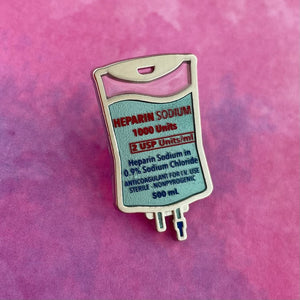 HEPARIN SODIUM
1000 Units
2 USP Units/ml
Heparin Sodium in
0.9% Sodium Chloride
ANTICOAGULANT FOR I.V. USE
STERILE - NONPYROGENIC
500 mL